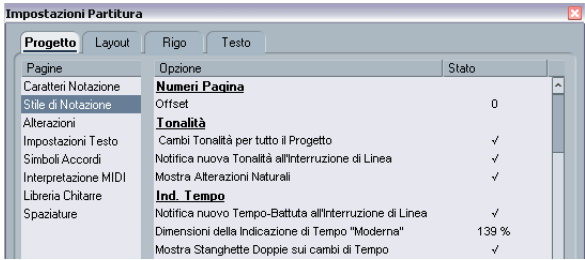 Impostazioni Partitura
Progetto Layout Rigo Testo
Pagine Opzione Stato
Caratteri Notazione Numeri Pagina
Stile di Notazione Offset 0
Alterazioni Tonalità
Impostazioni Testo Cambi Tonalità per tutto il Progetto √
Simboli Accordi Notifica nuova Tonalità all'Interruzione di Linea √
Interpretazione MIDI Mostra Alterazioni Naturali √
Libreria Chitarre Ind. Tempo
Spaziature Notifica nuovo Tempo-Battuta all'Interruzione di Linea √
Dimensioni della Indicazione di Tempo "Moderna" 139 %
Mostra Stanghette Doppie sui cambi di Tempo √